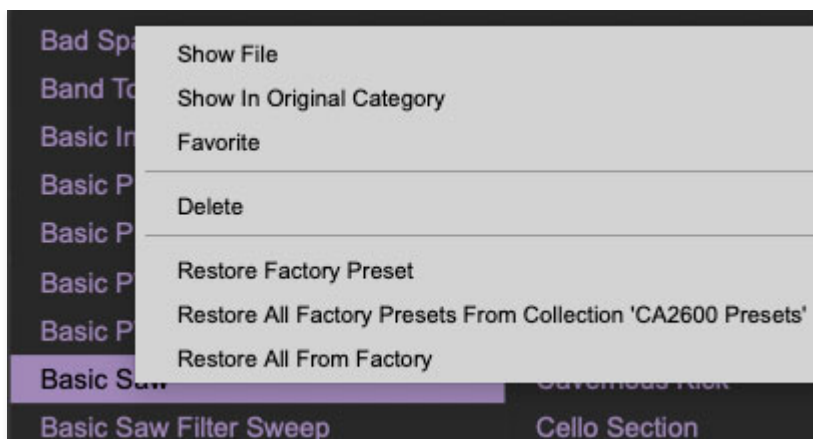 Bad
Show File
Band
Show In Original Category
Basic
Favorite
Basic
Delete
Basic
Basic
Restore Factory Preset
Basic
Restore All Factory Presets From Collection 'CA2600 Presets'
Basic
Restore All From Factory
Basic Saw Filter Sweep
Cello Section